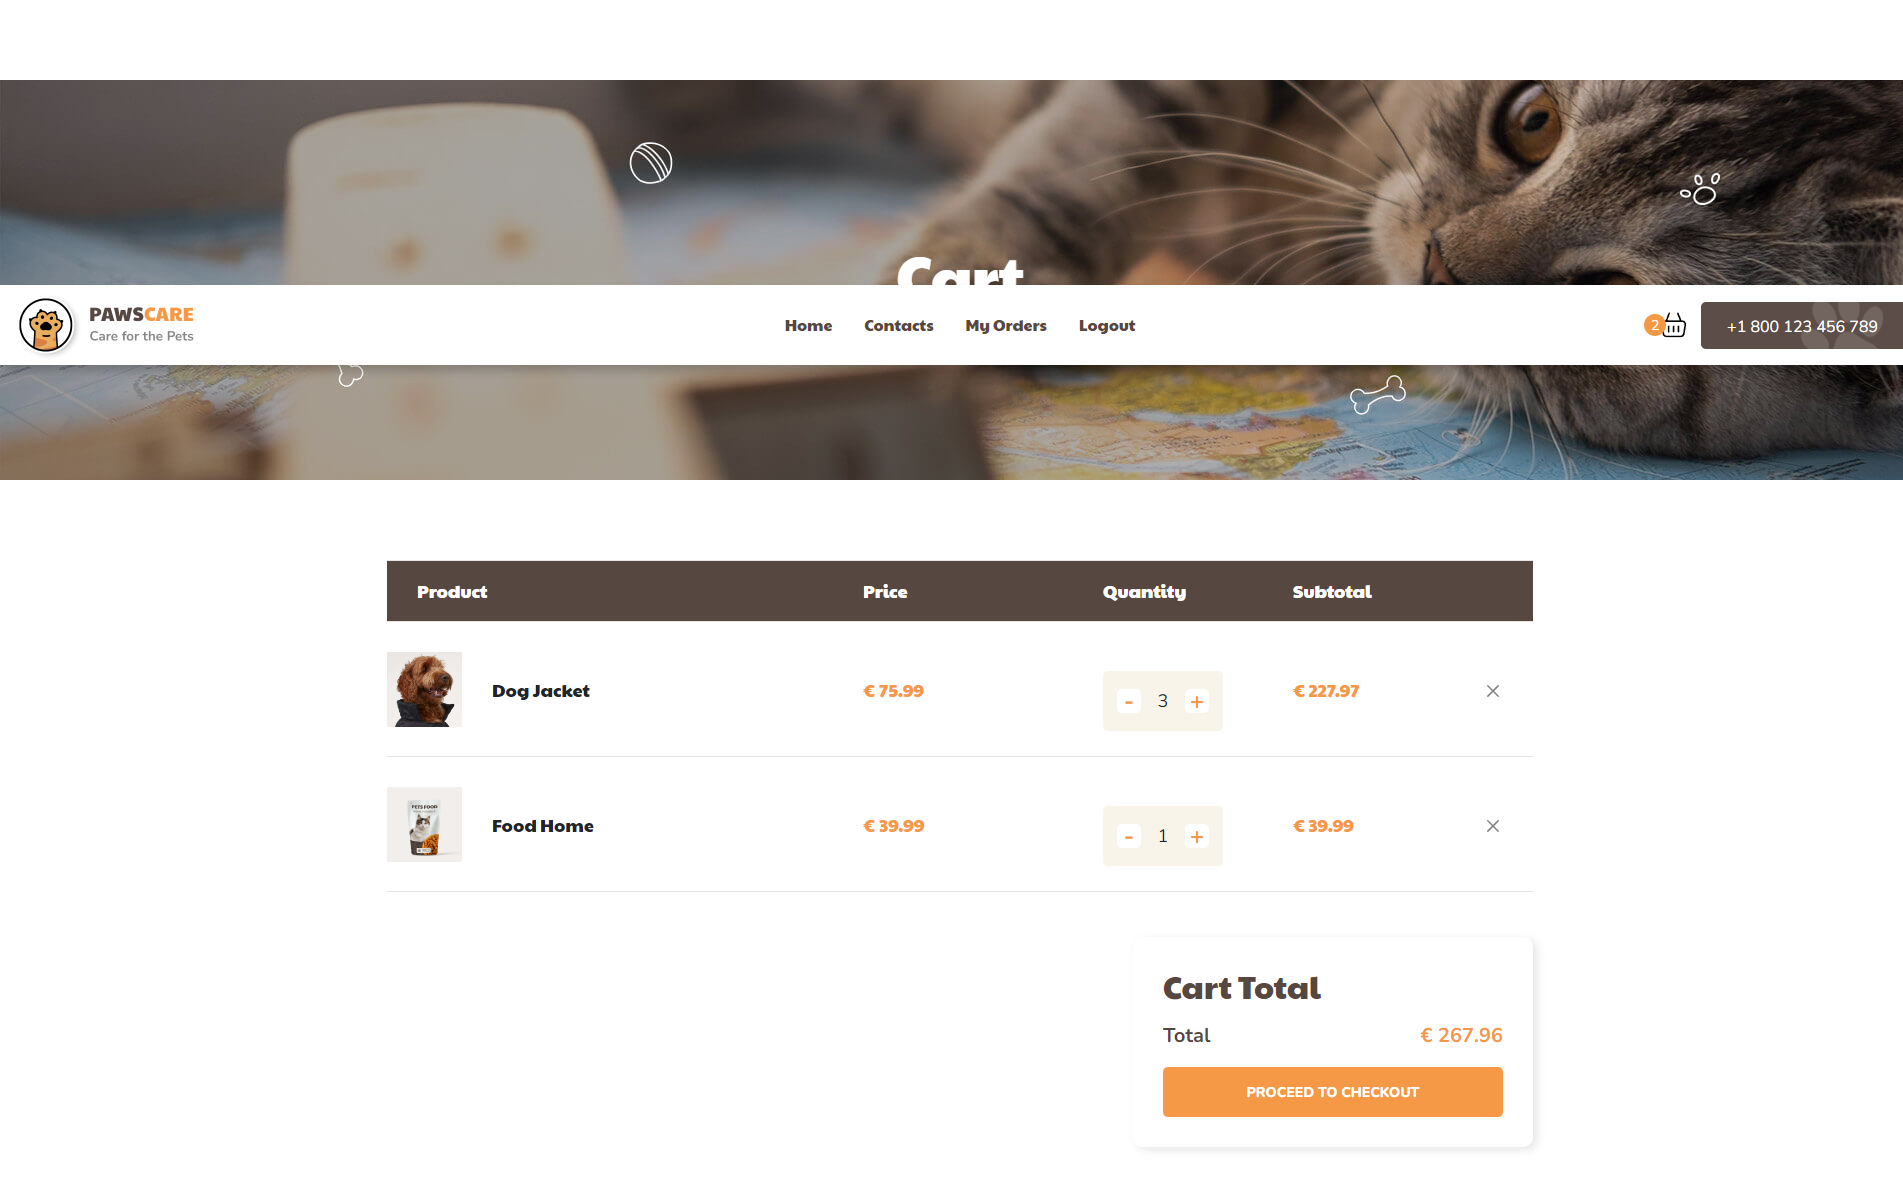 Cart
PAWSCARE
Care for the Pets
Home Contacts My Orders Logout
2
+1 800 123 456 789
Product Price Quantity Subtotal
Dog Jacket € 75.99 - 3 + € 227.97
PETS FOOD
Food Home € 39.99 - 1 + € 39.99
Cart Total
Total € 267.96
PROCEED TO CHECKOUT